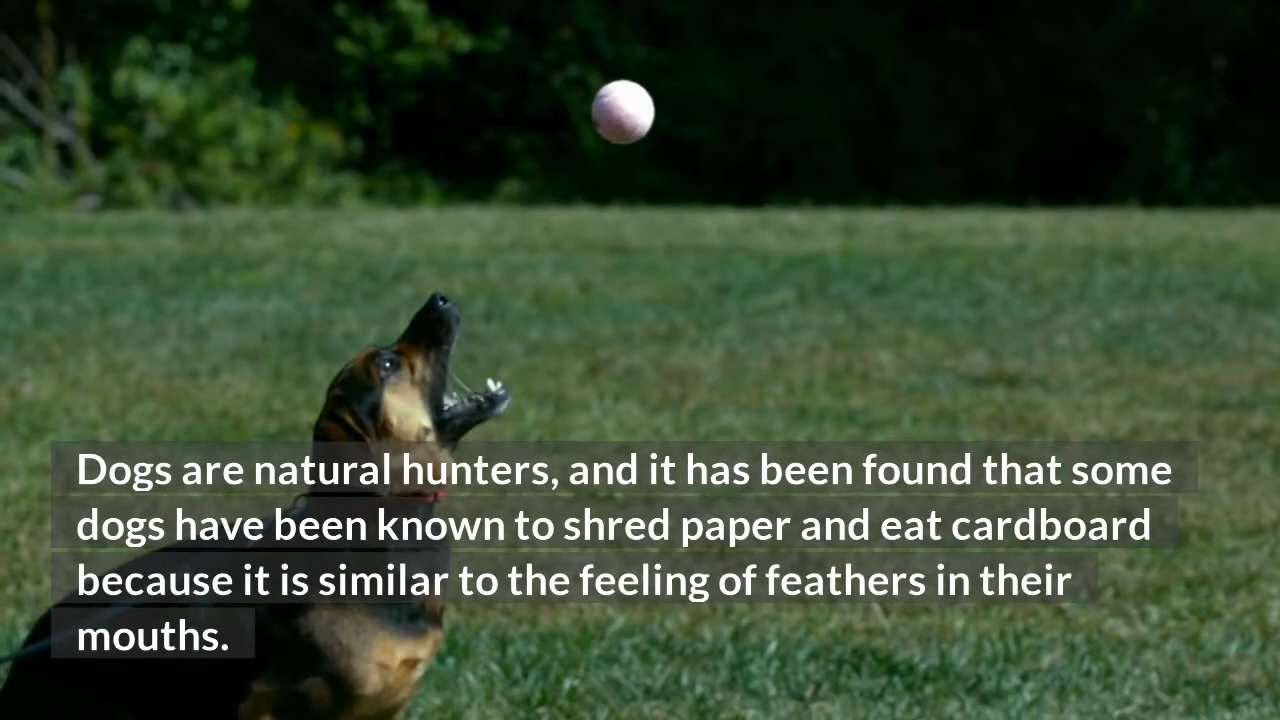 Dogs are natural hunters, and it has been found that some
dogs have been known to shred paper and eat cardboard
because it is similar to the feeling of feathers in their
mouths.